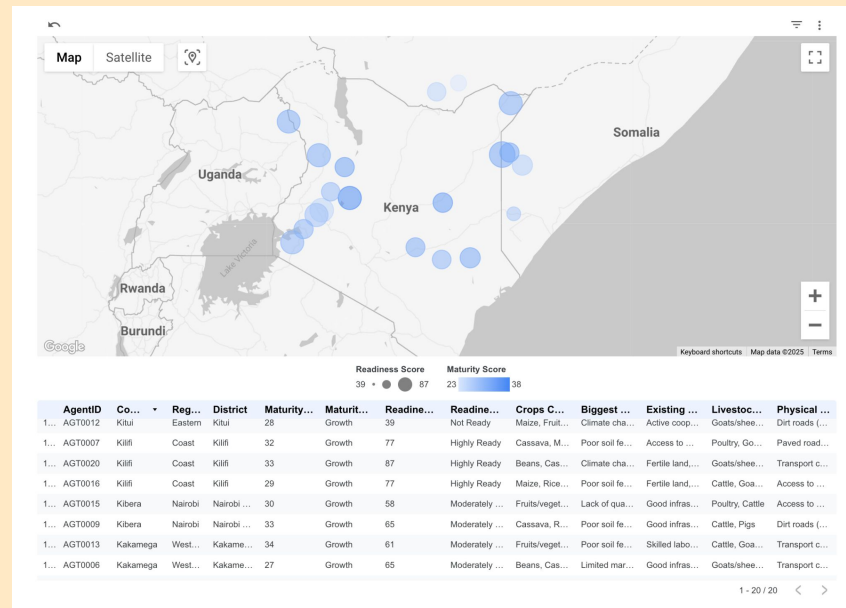 Map Satellite
Somalia
Uganda
Kenya
Lake Victoria
Rwanda
Burundi
Google
Keyboard shortcuts Map data ©2025 Terms
Readiness Score Maturity Score
39 87 23 38
AgentID Co... Reg... District Maturity... Maturit... Readine... Readine... Crops C... Biggest ... Existing ... Livestoc... Physical ...
1... AGT0012 Kitui Eastern Kitui 28 Growth 39 Not Ready Maize, Fruit... Climate cha... Active coop... Goats/shee... Dirt roads (...
1... AGT0007 Kilifi Coast Kilifi 32 Growth 77 Highly Ready Cassava, M... Poor soil fe... Access to ... Poultry, Go... Paved road...
1... AGT0020 Kilifi Coast Kilifi 33 Growth 87 Highly Ready Beans, Cas... Climate cha... Fertile land,... Goats/shee... Transport c...
1... AGT0016 Kilifi Coast Kilifi 29 Growth 77 Highly Ready Maize, Rice... Poor soil fe... Fertile land,... Cattle, Goa... Access to ...
1... AGT0015 Kibera Nairobi Nairobi ... 30 Growth 58 Moderately ... Fruits/veget... Lack of qua... Good infras... Poultry, Cattle Access to ...
1... AGT0009 Kibera Nairobi Nairobi ... 33 Growth 65 Moderately ... Cassava, R... Poor soil fe... Good infras... Cattle, Pigs Dirt roads (...
1... AGT0013 Kakamega West... Kakame... 34 Growth 61 Moderately ... Fruits/veget... Poor soil fe... Skilled labo... Cattle, Goa... Transport c...
1... AGT0006 Kakamega West... Kakame... 27 Growth 65 Moderately ... Beans, Cas... Limited mar... Good infras... Goats/shee... Transport c...
1 - 20 / 20